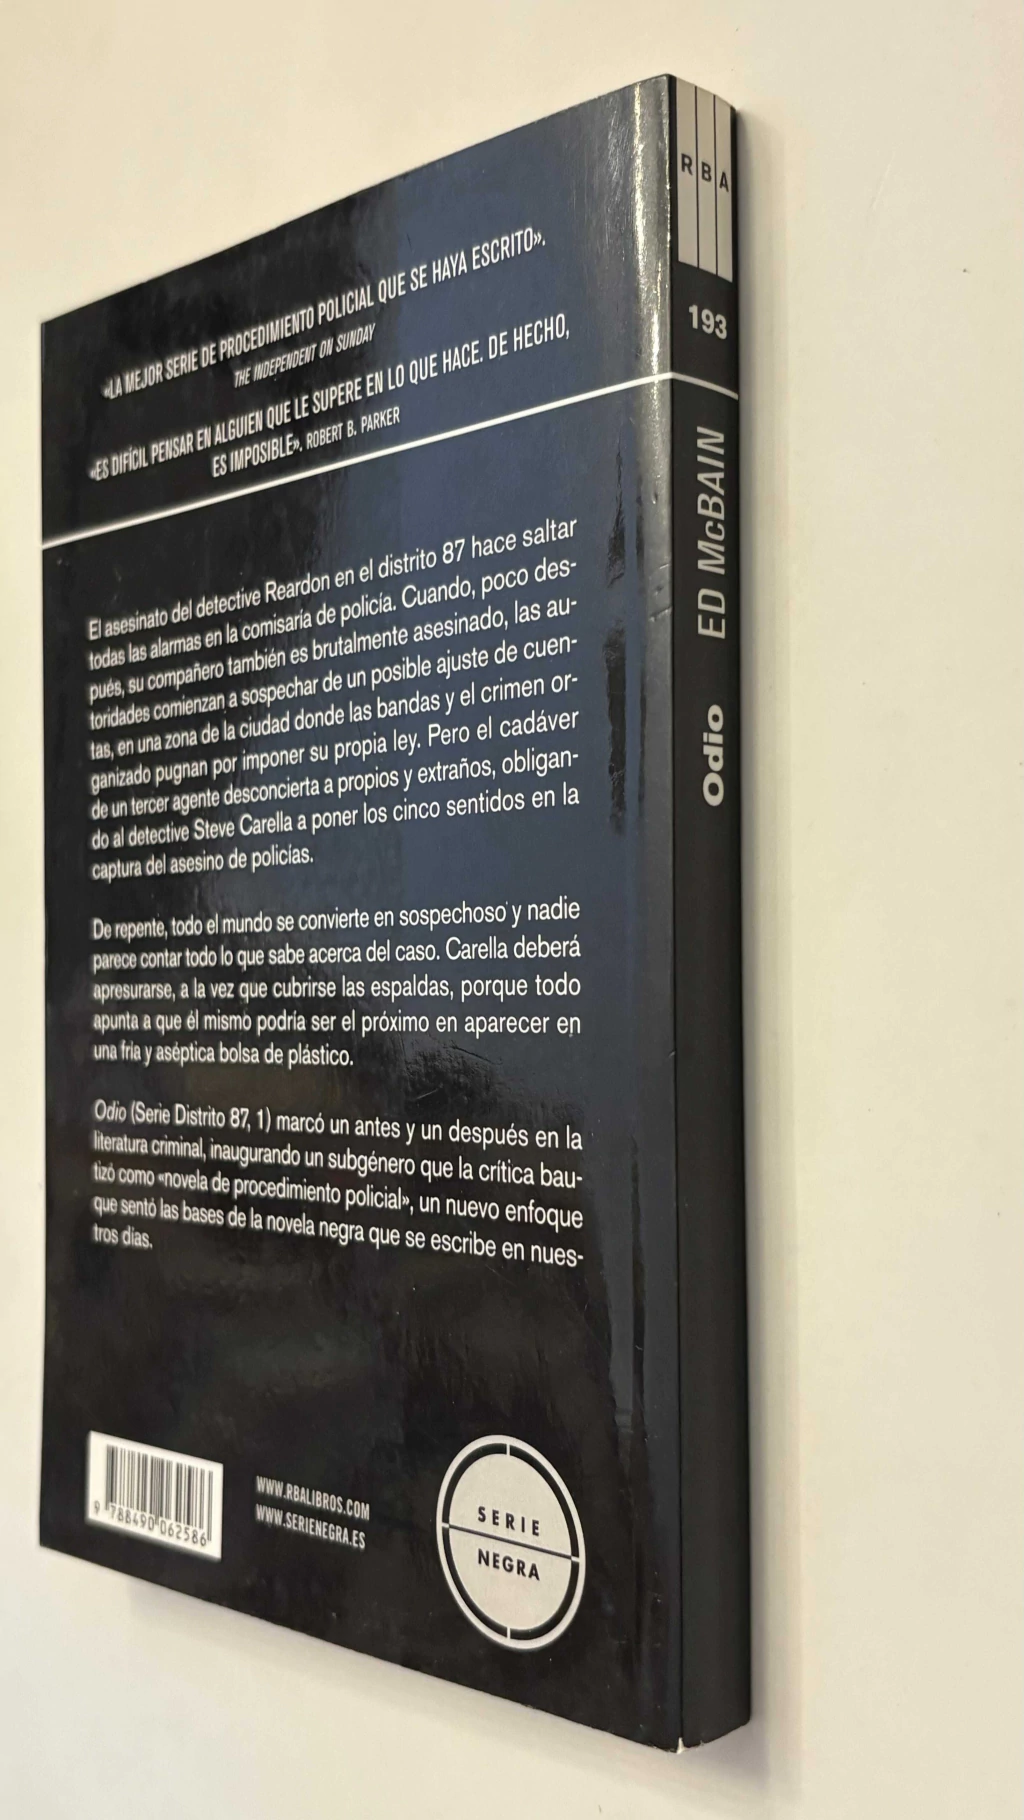 «LA MEJOR SERIE DE PROCEDIMIENTO POLICIAL QUE SE HAYA ESCRITO».
THE INDEPENDENT ON SUNDAY
«ES DIFÍCIL PENSAR EN ALGUIEN QUE LE SUPERE EN LO QUE HACE. DE HECHO,
ES IMPOSIBLE». ROBERT B. PARKER
El asesinato del detective Reardon en el distrito 87 hace saltar
todas las alarmas en la comisaría de policía. Cuando, poco des-
pués, su compañero también es brutalmente asesinado, las au-
toridades comienzan a sospechar de un posible ajuste de cuen-
tas, en una zona de la ciudad donde las bandas y el crimen or-
ganizado pugnan por imponer su propia ley. Pero el cadáver
de un tercer agente desconcierta a propios y extraños, obligan-
do al detective Steve Carella a poner los cinco sentidos en la
captura del asesino de policías.
De repente, todo el mundo se convierte en sospechoso y nadie
parece contar todo lo que sabe acerca del caso. Carella deberá
apresurarse, a la vez que cubrirse las espaldas, porque todo
apunta a que él mismo podría ser el próximo en aparecer en
una fría y aséptica bolsa de plástico.
Odio (Serie Distrito 87, 1) marcó un antes y un después en la
literatura criminal, inaugurando un subgénero que la crítica bau-
tizó como «novela de procedimiento policial», un nuevo enfoque
que sentó las bases de la novela negra que se escribe en nues-
tros días.
9 788490 062586
WWW.RBALIBROS.COM
WWW.SERIENEGRA.ES
SERIE
NEGRA
RBA
193
ED McBAIN
Odio